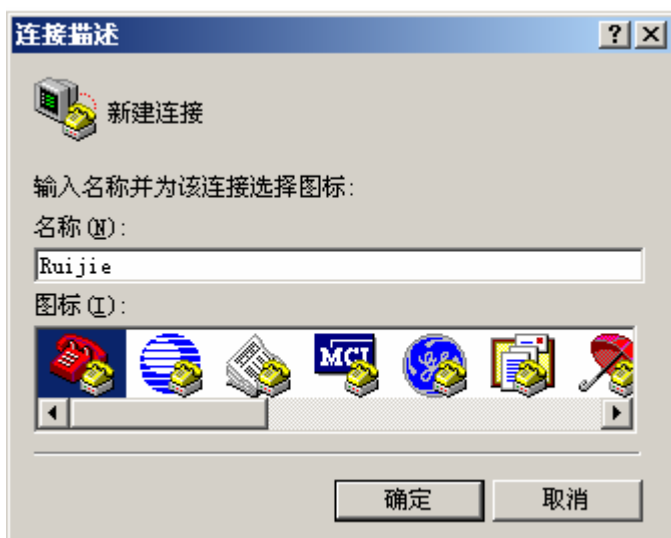 连接描述
新建连接
输入名称并为该连接选择图标:
名称(N):
Ruijie
图标(I):
MCI
确定 取消